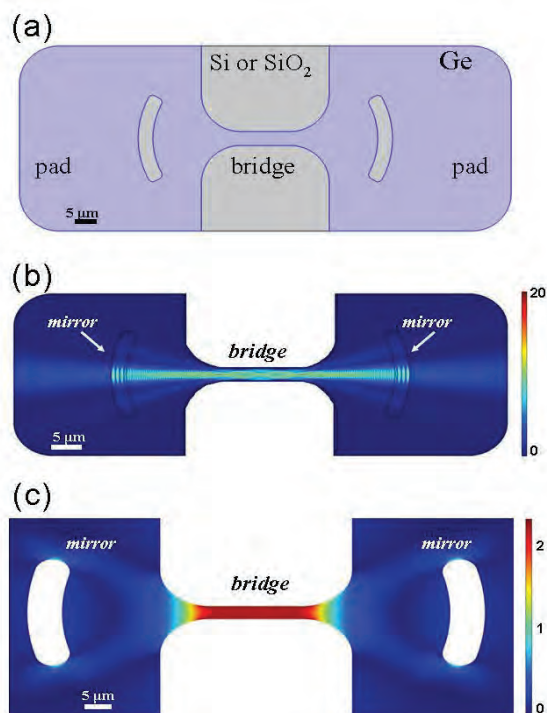 (a)
Si or SiO₂
Ge
pad
bridge
pad
5 μm
(b)
20
mirror
mirror
bridge
5 μm
0
(c)
mirror
mirror
2
bridge
1
5 μm
0